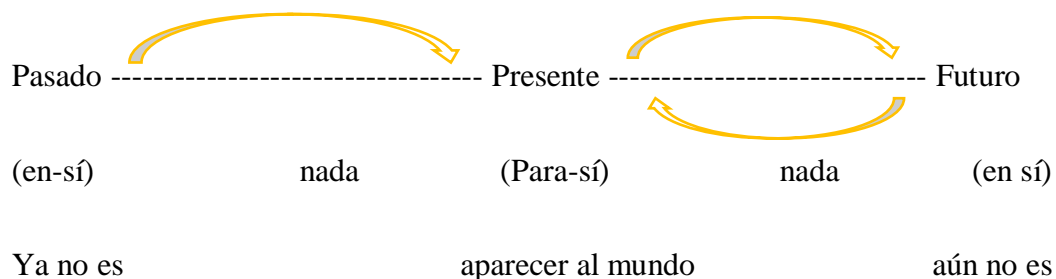 Pasado --------------------------------- Presente ---------------------------- Futuro
(en-sí) nada (Para-sí) nada (en sí)
Ya no es aparecer al mundo aún no es